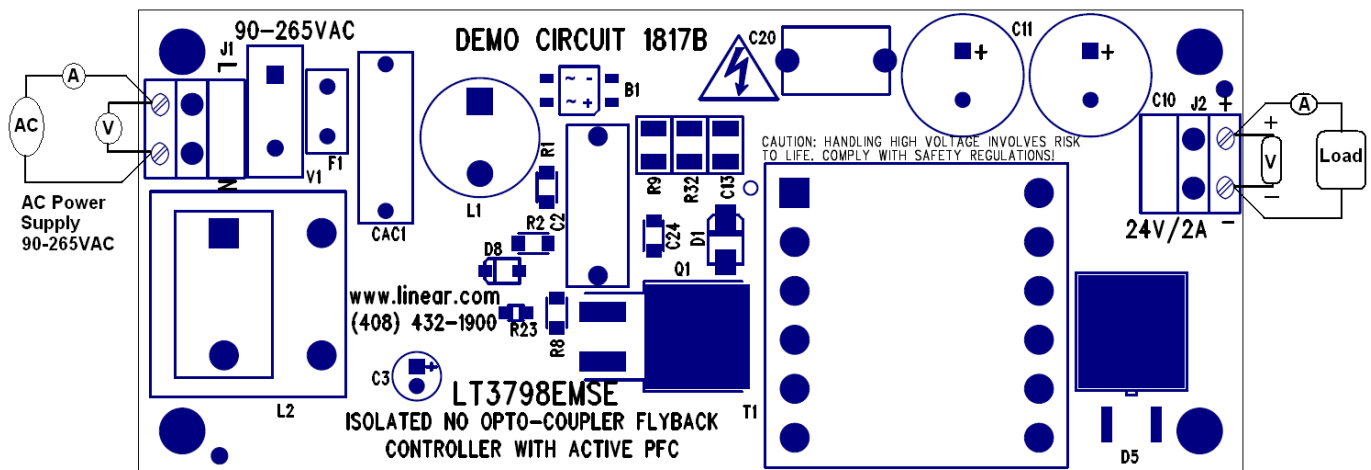 90-265VAC
DEMO CIRCUIT 1817B
C20
C11
J1
L
A
AC
V
B1
C10
J2
+
A
+
V
Load
-
-
24V/2A
CAUTION: HANDLING HIGH VOLTAGE INVOLVES RISK
TO LIFE. COMPLY WITH SAFETY REGULATIONS!
~ -
~ +
+
+
F1
V1
N
AC Power
Supply
90-265VAC
CAC1
L1
R1
R2
C2
R9
R32
C13
C24
D1
D8
Q1
www.linear.com
(408) 432-1900
R23
R8
C3
+
L2
LT3798EMSE
T1
ISOLATED NO OPTO-COUPLER FLYBACK
CONTROLLER WITH ACTIVE PFC
D5